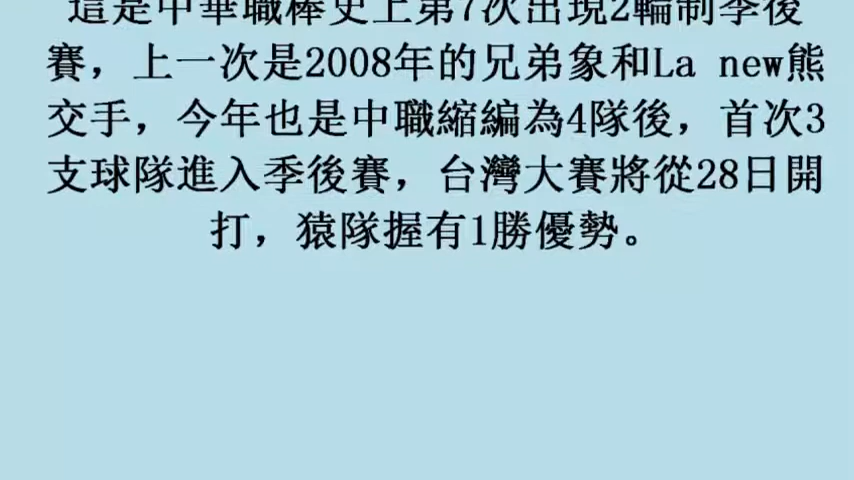 這是中華職棒史上第7次出現2輪制季後
賽，上一次是2008年的兄弟象和La new熊
交手，今年也是中職縮編為4隊後，首次3
支球隊進入季後賽，台灣大賽將從28日開
打，猿隊握有1勝優勢。